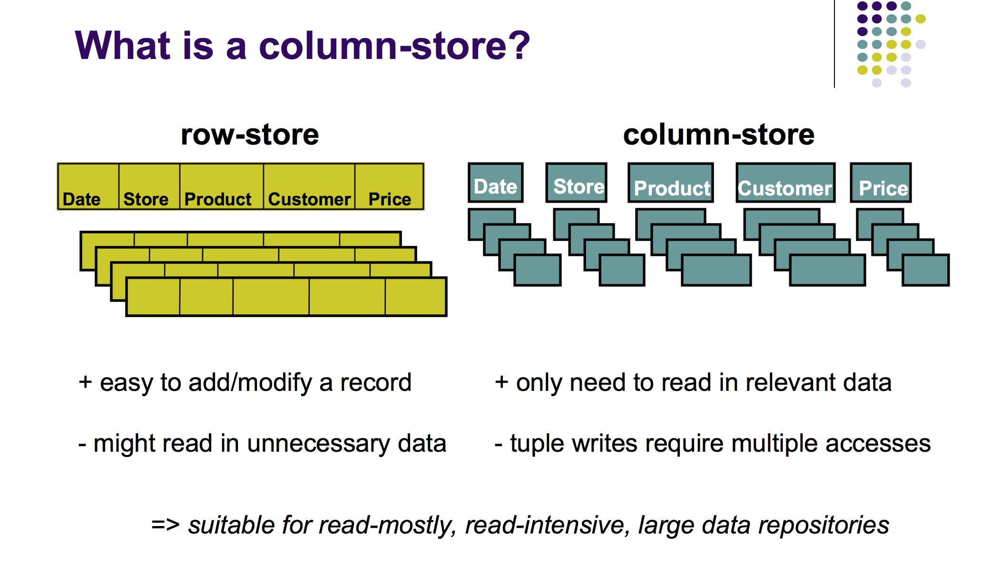 What is a column-store?
row-store
Date Store Product Customer Price
+ easy to add/modify a record
- might read in unnecessary data
column-store
Date Store Product Customer Price
+ only need to read in relevant data
- tuple writes require multiple accesses
=> suitable for read-mostly, read-intensive, large data repositories